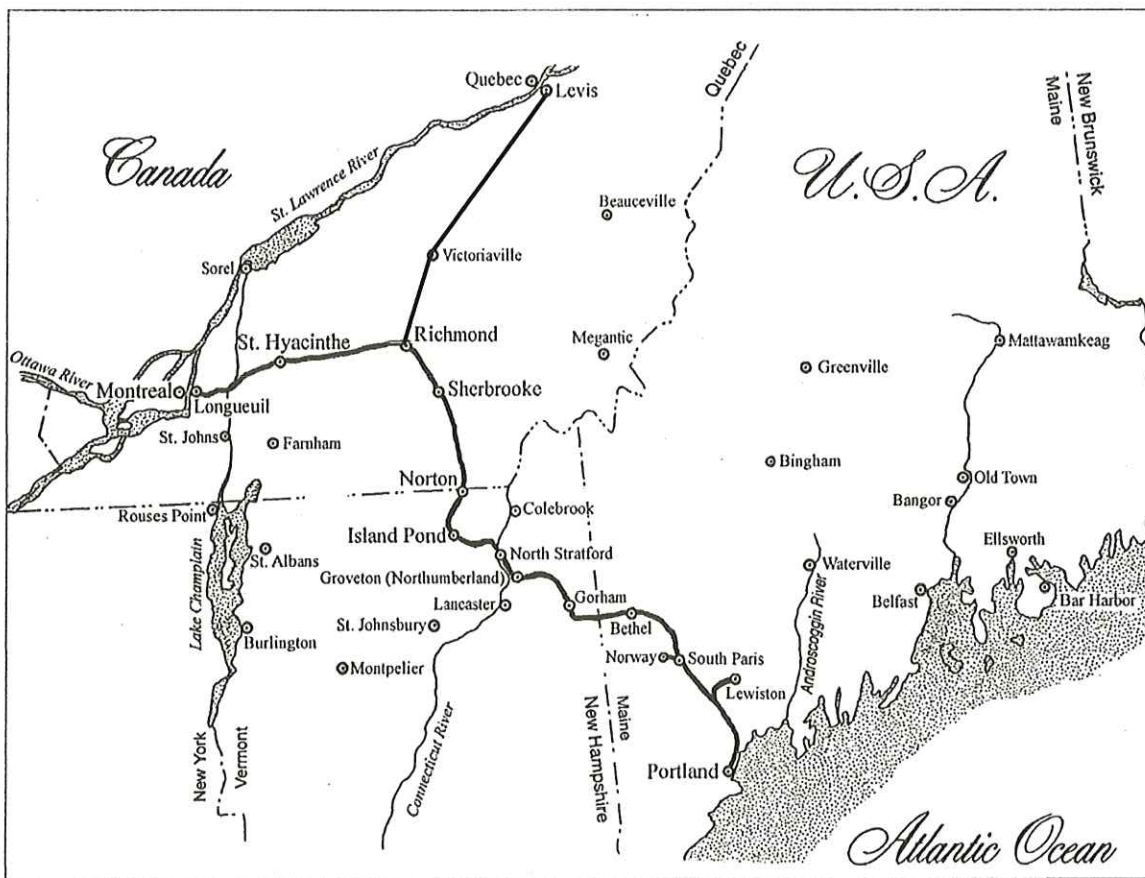 Quebec
Levis
Canada
St. Lawrence River
Quebec
Maine
U.S.A.
Maine
New Brunswick
Beauceville
Sorel
Victoriaville
St. Hyacinthe
Richmond
Megantic
Mattawamkeag
Ottawa River
Greenville
Montreal
Longueuil
Sherbrooke
St. Johns
Farnham
Bingham
Norton
Old Town
Bangor
Rouses Point
Colebrook
Island Pond
Ellsworth
North Stratford
St. Albans
Waterville
Groveton (Northumberland)
Lake Champlain
Lancaster
Gorham
Belfast
Bar Harbor
Burlington
St. Johnsbury
Bethel
Androscoggin River
Montpelier
Norway
South Paris
Lewiston
New York
Vermont
Connecticut River
Maine
New Hampshire
Portland
Atlantic Ocean